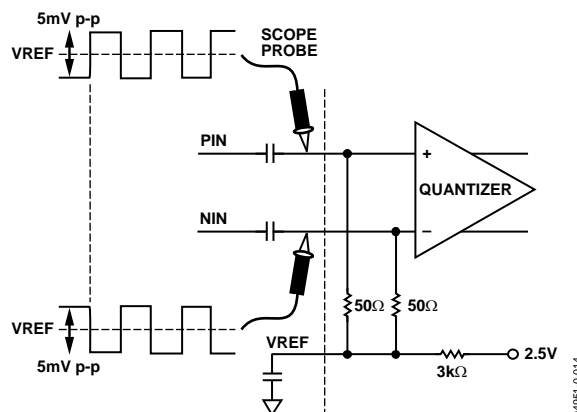 5mV p-p
VREF
SCOPE
PROBE
PIN
+
QUANTIZER
NIN
−
50Ω
50Ω
VREF
5mV p-p
VREF
3kΩ
2.5V